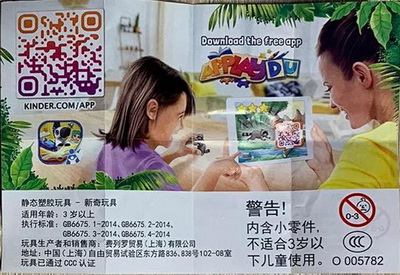 Download the free app
APPLAYDU
KINDER.COM/APP
静态塑胶玩具 - 新奇玩具
适用年龄：3 岁以上
执行标准：GB6675.1-2014，GB6675.2-2014，
GB6675.3-2014，GB6675.4-2014
玩具生产者和销售商：费列罗贸易(上海)有限公司
地址：中国(上海)自由贸易试验区东方路836、838号102-08室
玩具已通过 CCC 认证
警告！
内含小零件，
不适合3岁以
下儿童使用。
0-3
CCC
O 005782